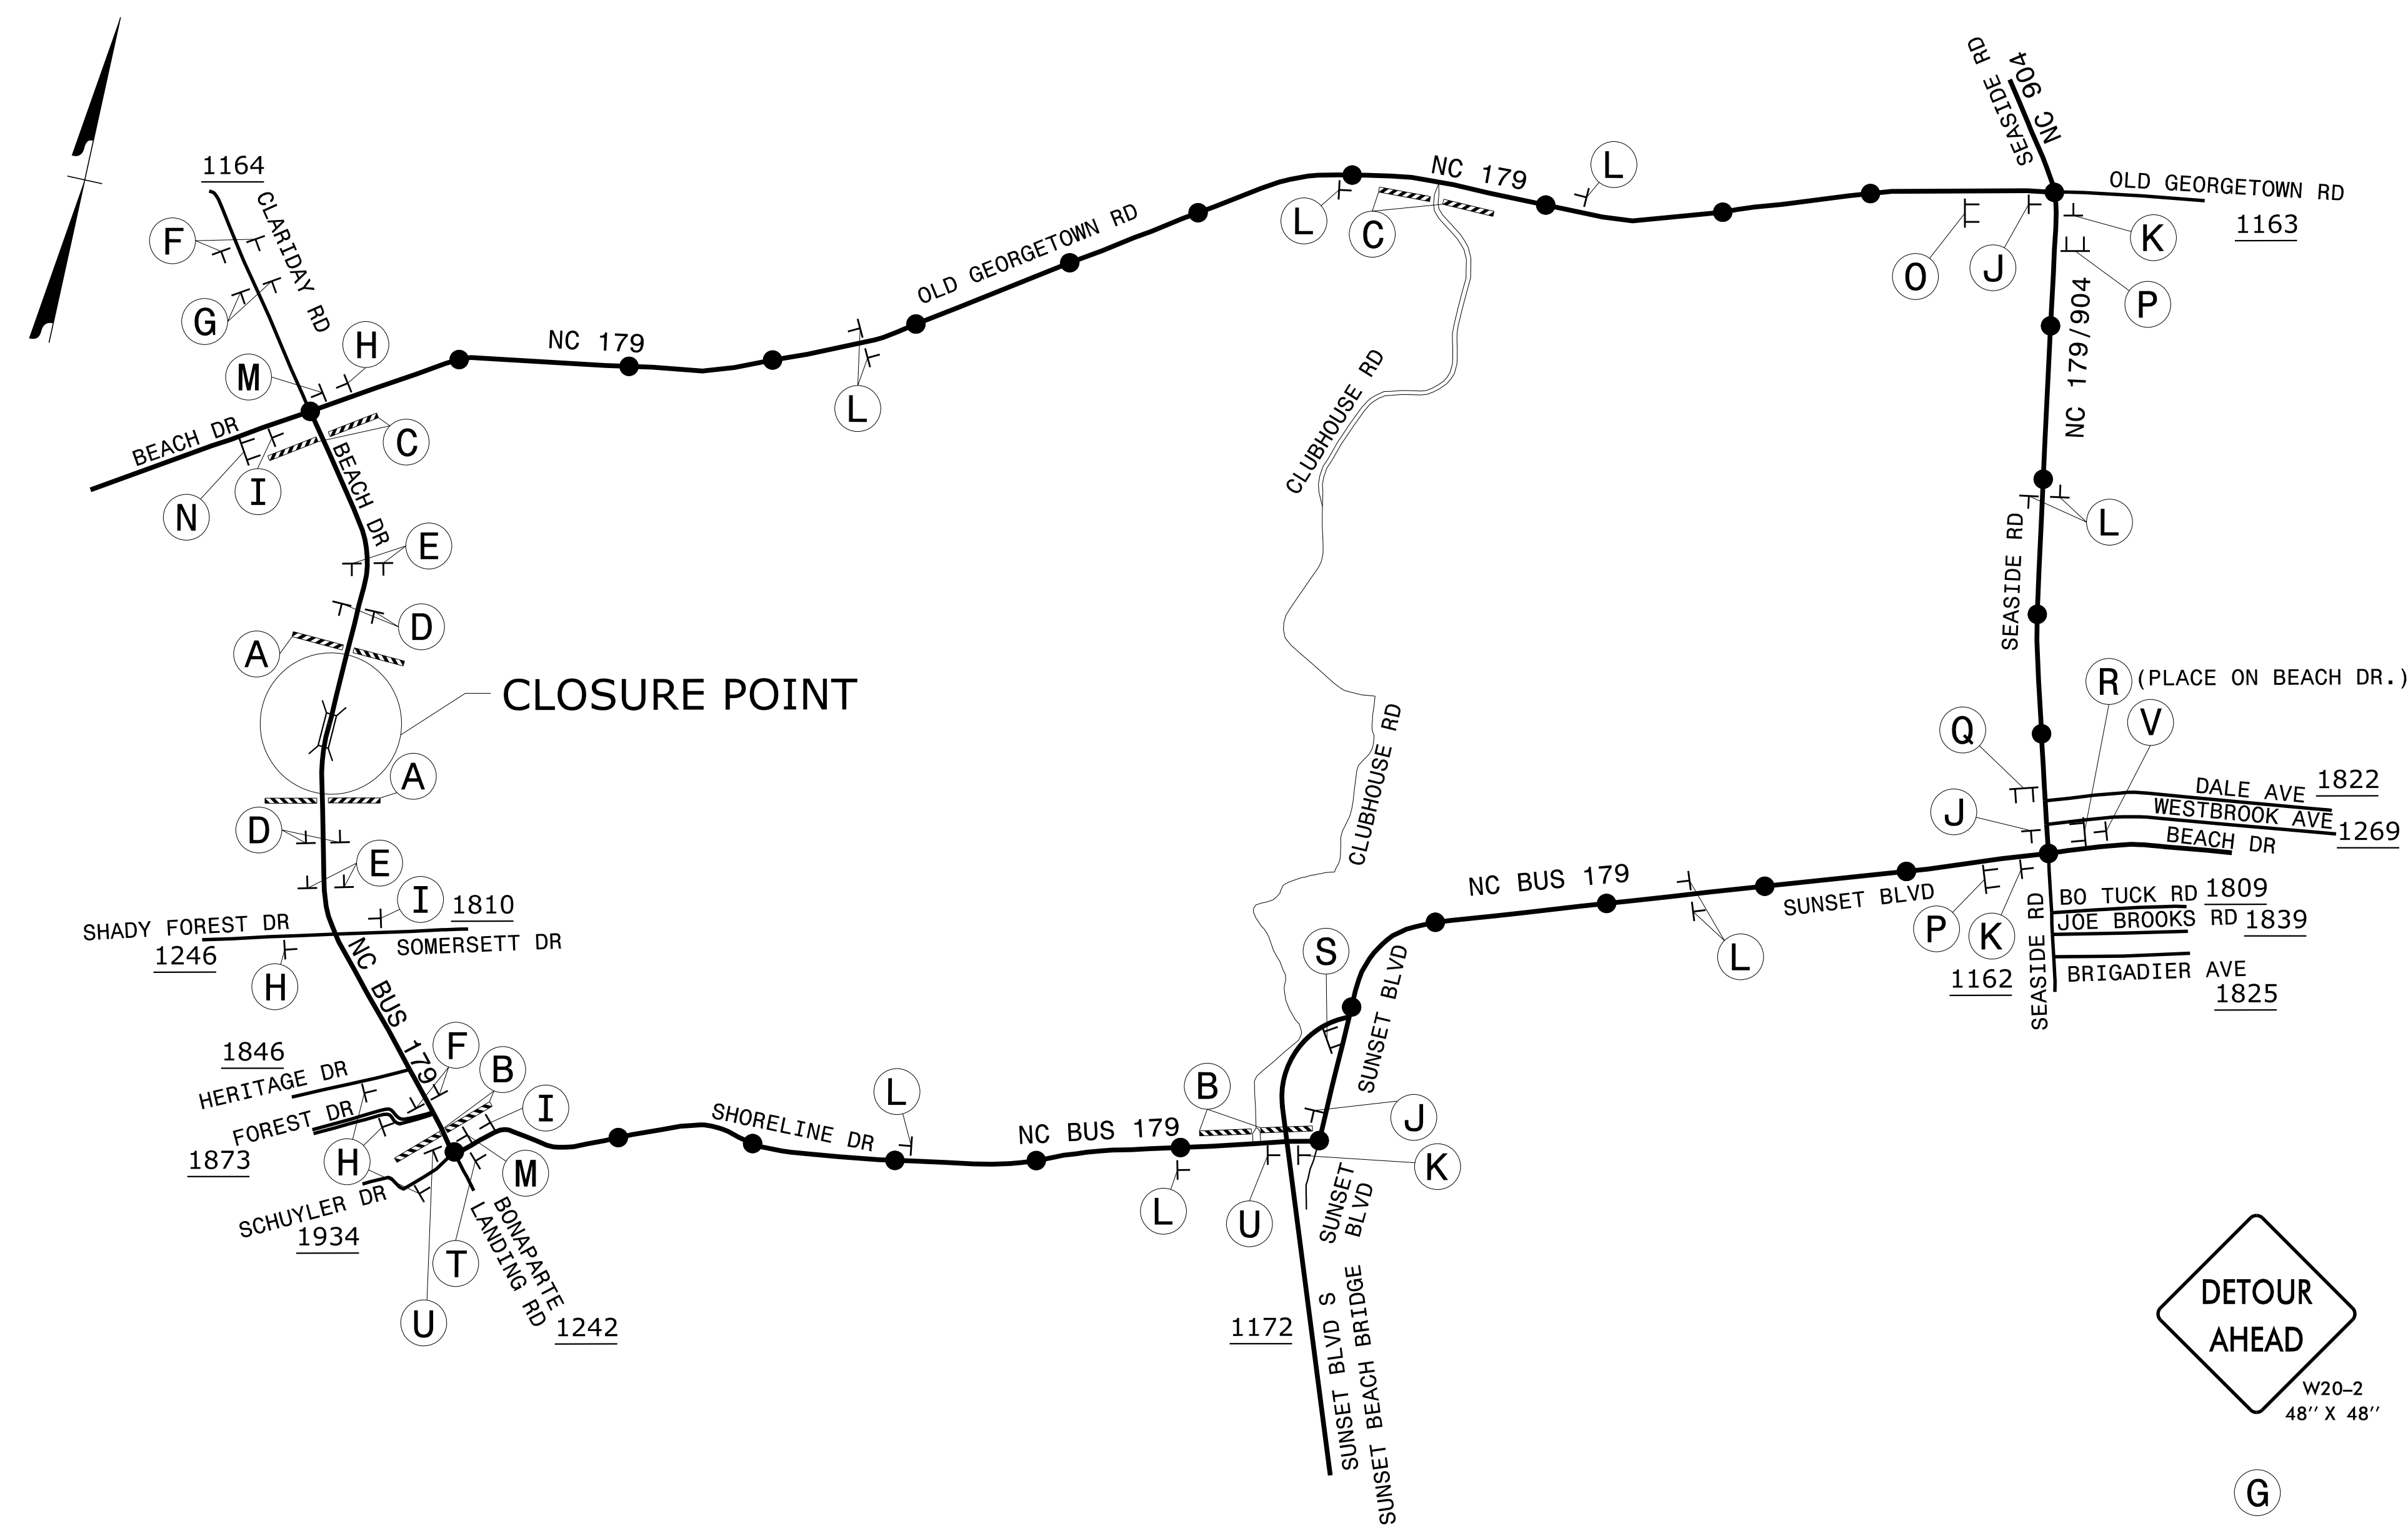 SEASIDE RD
NC 904
1164
CLARIDAY RD
NC 179
L
OLD GEORGETOWN RD
1163
F
G
H
M
L
C
O
J
K
P
OLD GEORGETOWN RD
NC 179
L
NC 179/904
BEACH DR
C
BEACH DR
N
I
CLUBHOUSE RD
E
D
A
L
SEASIDE RD
CLOSURE POINT
R
(PLACE ON BEACH DR.)
V
Q
A
D
E
I
CLUBHOUSE RD
J
DALE AVE
1822
WESTBROOK AVE
1269
BEACH DR
1810
SHADY FOREST DR
SOMERSETT DR
1246
H
NC BUS 179
NC BUS 179
SUNSET BLVD
L
P
K
S
SUNSET BLVD
1162
SEASIDE RD
BO TUCK RD
1809
JOE BROOKS RD
1839
BRIGADIER AVE
1825
1846
HERITAGE DR
F
B
I
FOREST DR
1873
H
M
SCHUYLER DR
1934
T
U
BONAPARTE
LANDING RD
1242
SHORELINE DR
L
NC BUS 179
B
J
K
L
U
SUNSET
BLVD
1172
SUNSET BLVD S
SUNSET BEACH BRIDGE
DETOUR
AHEAD
W20-2
48" X 48"
G